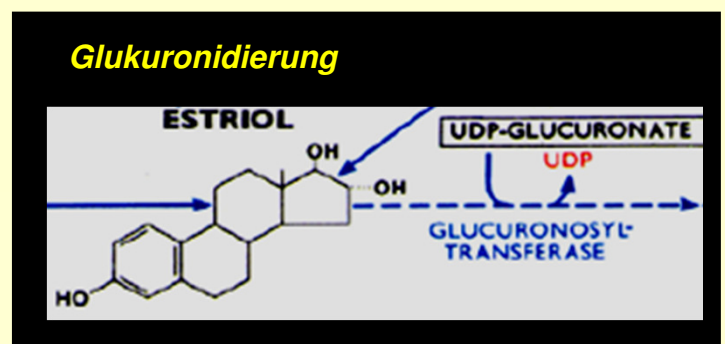 Glukuronidierung
ESTRIOL
UDP-GLUCURONATE
OH
UDP
OH
GLUCURONOSYL-
TRANSFERASE
HO